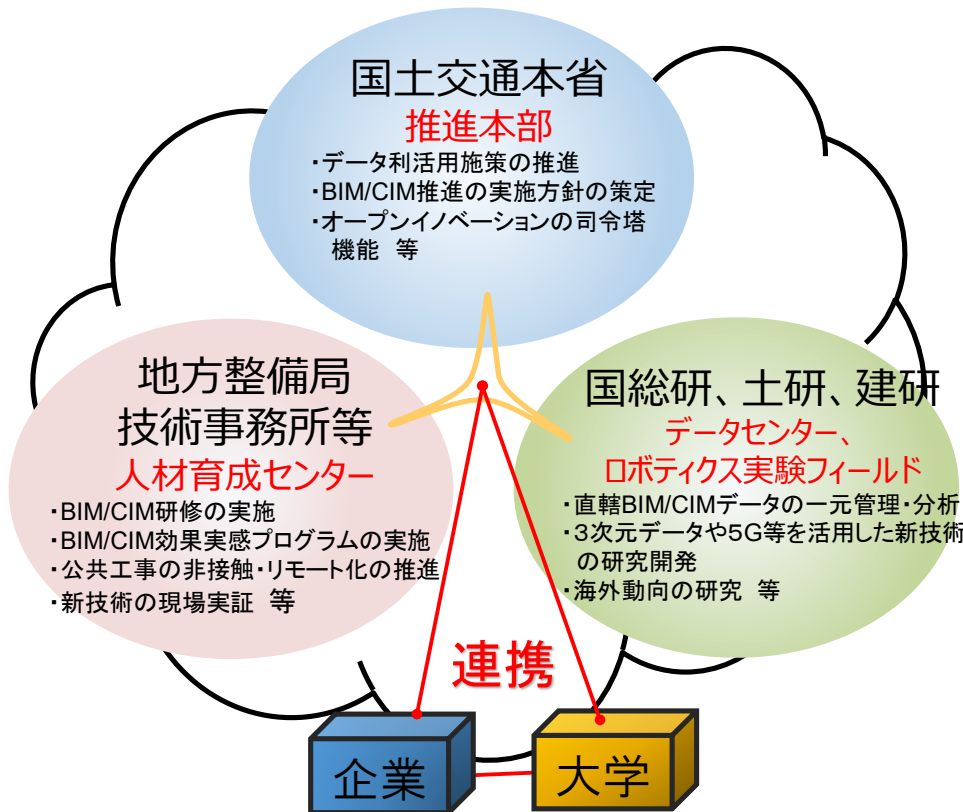 国土交通本省
推進本部
・データ利活用施策の推進
・BIM/CIM推進の実施方針の策定
・オープンイノベーションの司令塔
機能　等
地方整備局
技術事務所等
人材育成センター
・BIM/CIM研修の実施
・BIM/CIM効果実感プログラムの実施
・公共工事の非接触・リモート化の推進
・新技術の現場実証　等
国総研、土研、建研
データセンター、
ロボティクス実験フィールド
・直轄BIM/CIMデータの一元管理・分析
・３次元データや５G等を活用した新技術
の研究開発
・海外動向の研究　等
連携
企業
大学